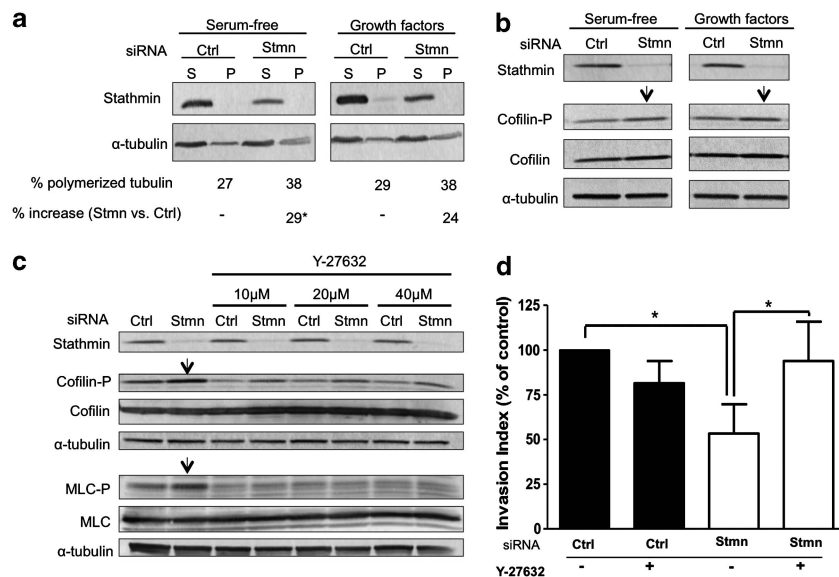 a
Serum-free Growth factors
siRNA Ctrl Stmn Ctrl Stmn
S P S P S P S P
Stathmin
α-tubulin
% polymerized tubulin 27 38 29 38
% increase (Stmn vs. Ctrl) - 29* - 24
b
Serum-free Growth factors
siRNA Ctrl Stmn Ctrl Stmn
Stathmin
Cofilin-P
Cofilin
α-tubulin
c
Y-27632
10µM 20µM 40µM
siRNA Ctrl Stmn Ctrl Stmn Ctrl Stmn Ctrl Stmn
Stathmin
Cofilin-P
Cofilin
α-tubulin
MLC-P
MLC
α-tubulin
d
Invasion Index (% of control)
125
100
75
50
25
0
* *
siRNA Ctrl Ctrl Stmn Stmn
Y-27632 - + - +